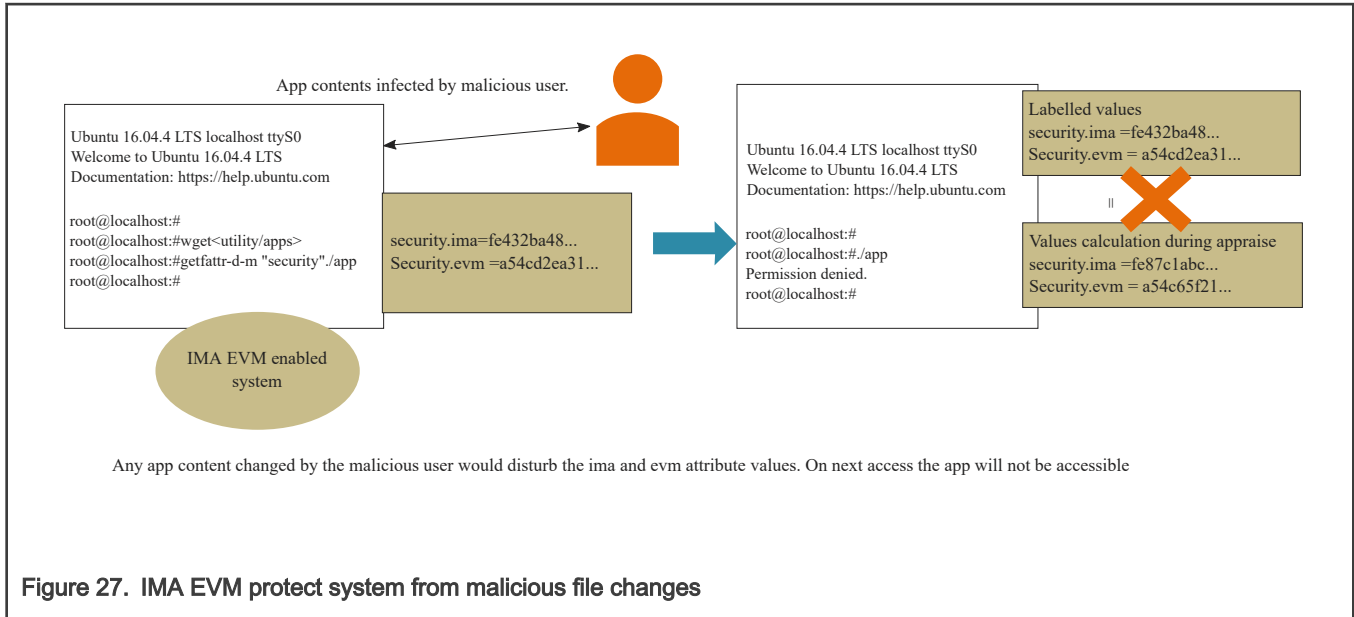 App contents infected by malicious user.
Ubuntu 16.04.4 LTS localhost ttyS0
Welcome to Ubuntu 16.04.4 LTS
Documentation: https://help.ubuntu.com
root@localhost:#
root@localhost:#wget<utility/apps>
root@localhost:#getfattr-d-m "security"./app
root@localhost:#
security.ima=fe432ba48...
Security.evm =a54cd2ea31...
IMA EVM enabled
system
Ubuntu 16.04.4 LTS localhost ttyS0
Welcome to Ubuntu 16.04.4 LTS
Documentation: https://help.ubuntu.com
root@localhost:#
root@localhost:#./app
Permission denied.
root@localhost:#
Labelled values
security.ima =fe432ba48...
Security.evm = a54cd2ea31...
=
Values calculation during appraise
security.ima =fe87c1abc...
Security.evm = a54c65f21...
Any app content changed by the malicious user would disturb the ima and evm attribute values. On next access the app will not be accessible
Figure 27. IMA EVM protect system from malicious file changes